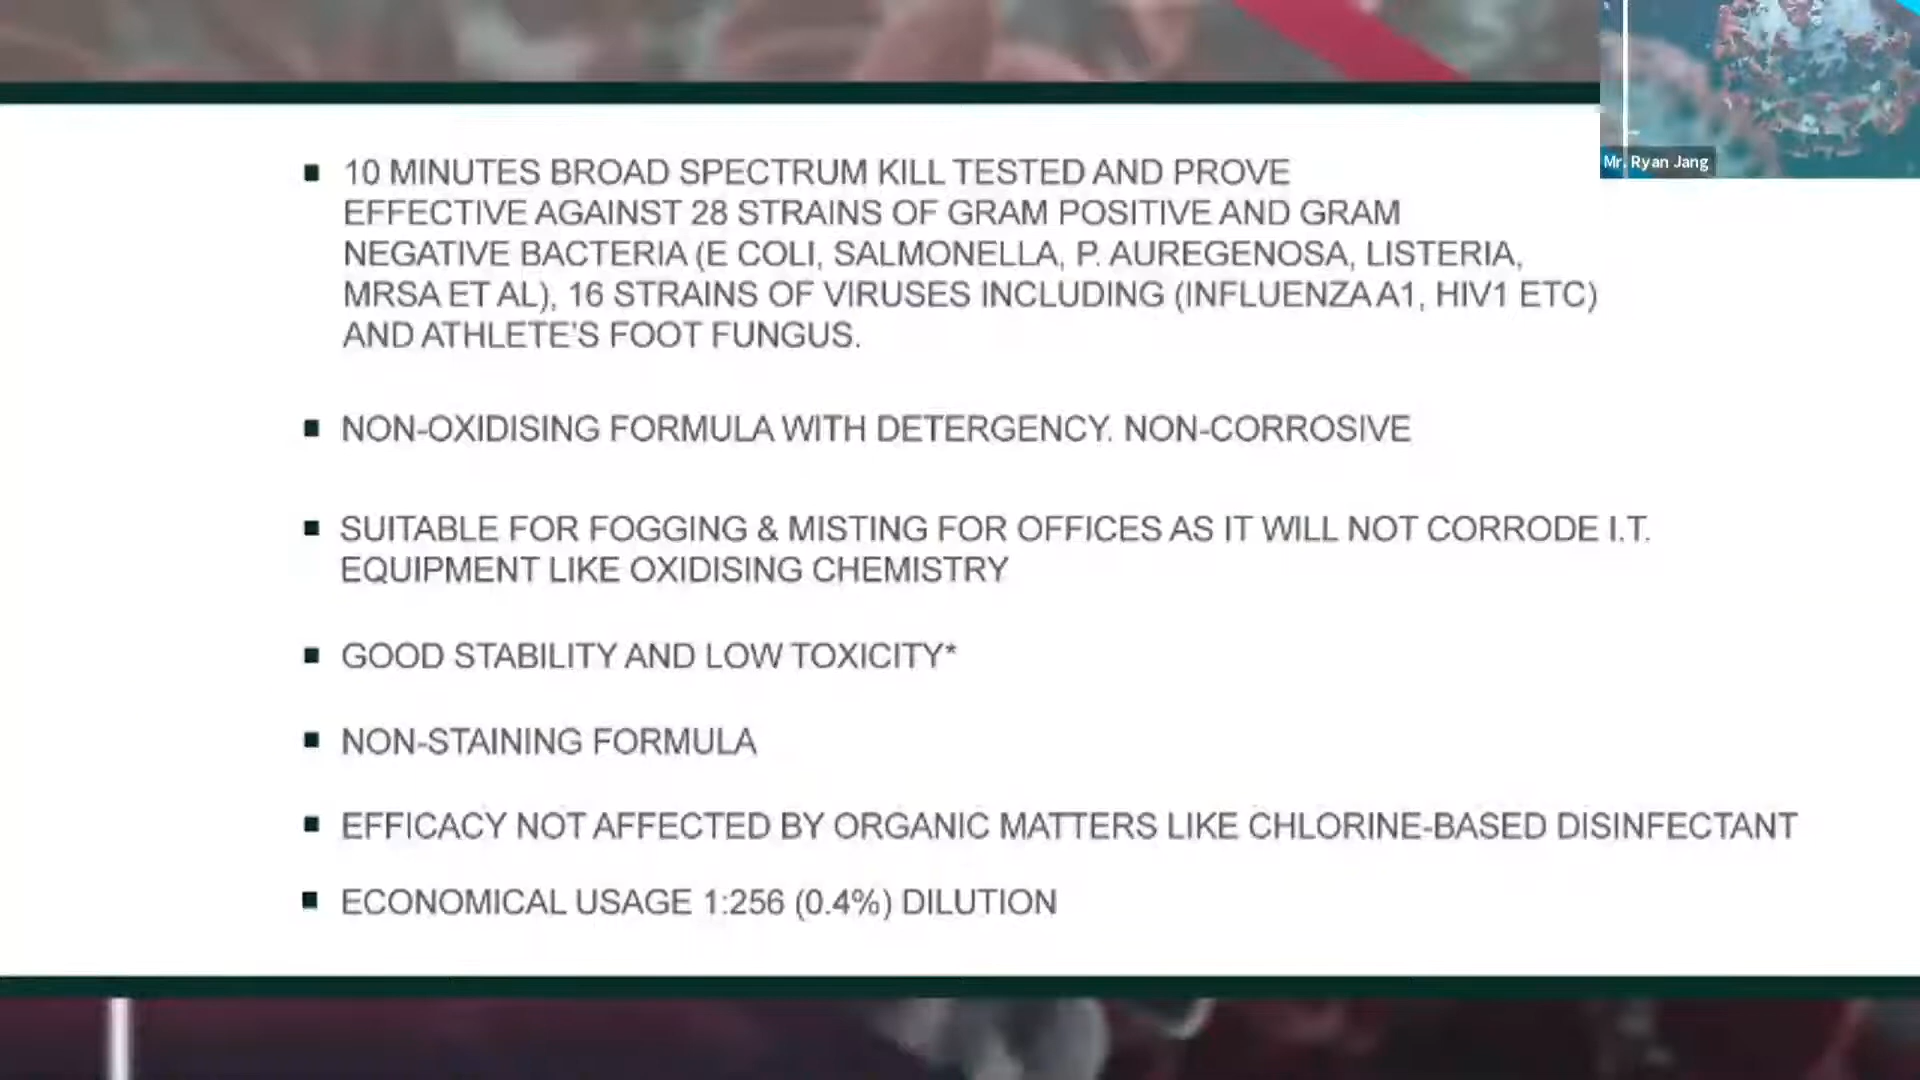 10 MINUTES BROAD SPECTRUM KILL TESTED AND PROVE
EFFECTIVE AGAINST 28 STRAINS OF GRAM POSITIVE AND GRAM
NEGATIVE BACTERIA (E COLI, SALMONELLA, P. AUREGENOSA, LISTERIA,
MRSA ET AL), 16 STRAINS OF VIRUSES INCLUDING (INFLUENZA A1, HIV1 ETC)
AND ATHLETE'S FOOT FUNGUS.
NON-OXIDISING FORMULA WITH DETERGENCY. NON-CORROSIVE
SUITABLE FOR FOGGING & MISTING FOR OFFICES AS IT WILL NOT CORRODE I.T.
EQUIPMENT LIKE OXIDISING CHEMISTRY
GOOD STABILITY AND LOW TOXICITY*
NON-STAINING FORMULA
EFFICACY NOT AFFECTED BY ORGANIC MATTERS LIKE CHLORINE-BASED DISINFECTANT
ECONOMICAL USAGE 1:256 (0.4%) DILUTION
Mr. Ryan Jang